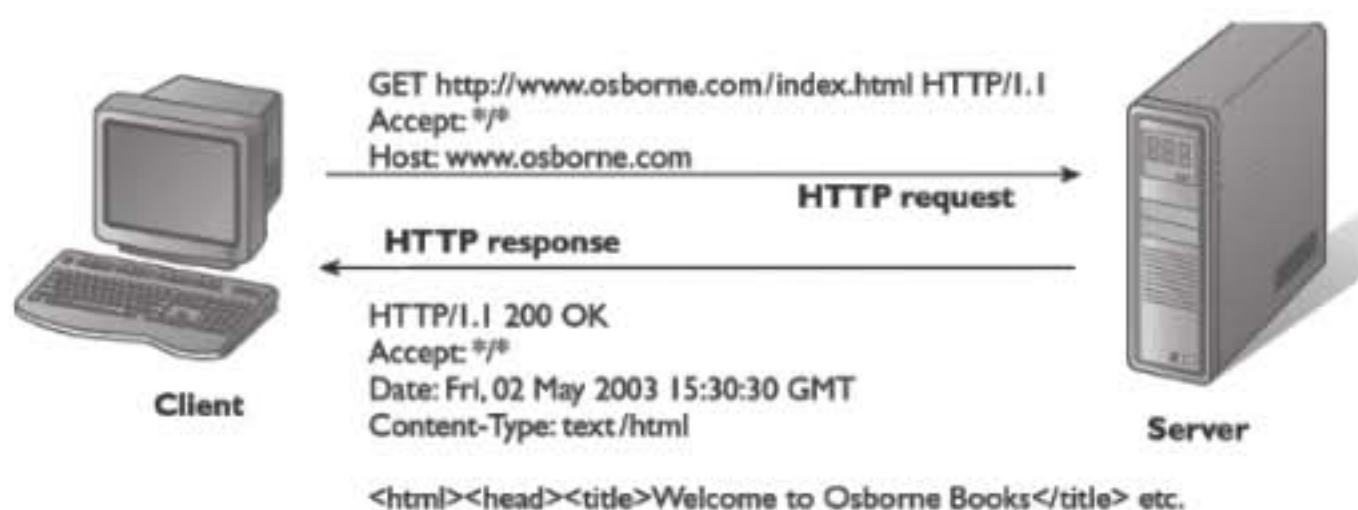 GET http://www.osborne.com/index.html HTTP/1.1
Accept: */*
Host: www.osborne.com
HTTP request
HTTP response
HTTP/1.1 200 OK
Accept: */*
Date: Fri, 02 May 2003 15:30:30 GMT
Content-Type: text/html
Client
Server
<html><head><title>Welcome to Osborne Books</title> etc.